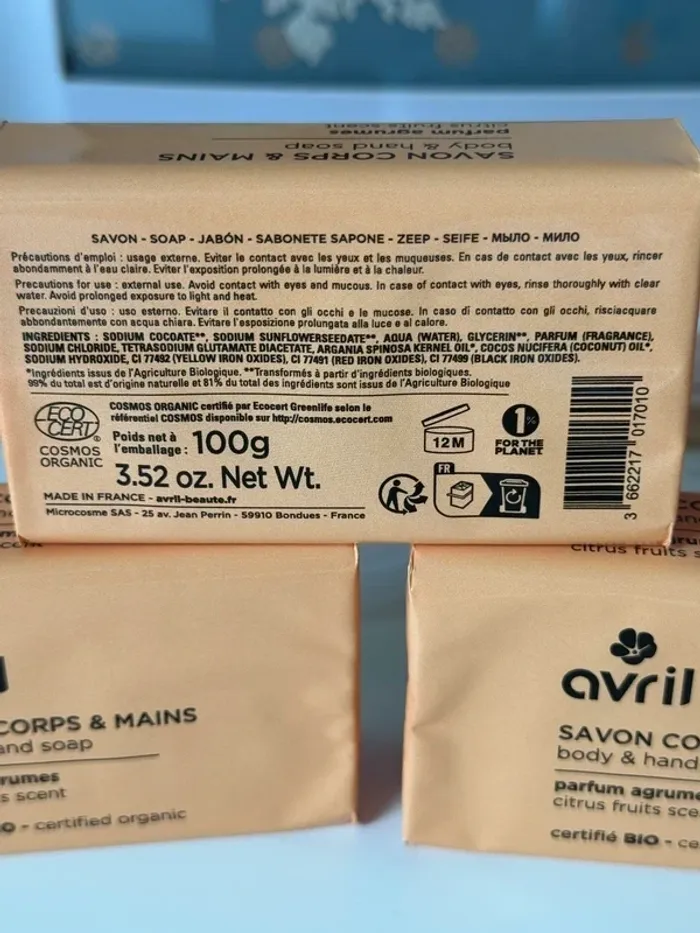 citrus fruits scent
parfum agrumes
body & hand soap
SAVON CORPS & MAINS
SAVON - SOAP - JABÓN - SABONETE SAPONE - ZEEP - SEIFE - МЫЛО - МИЛО
Précautions d'emploi : usage externe. Eviter le contact avec les yeux et les muqueuses. En cas de contact avec les yeux, rincer
abondamment à l'eau claire. Eviter l'exposition prolongée à la lumière et à la chaleur.
Precautions for use : external use. Avoid contact with eyes and mucous. In case of contact with eyes, rinse thoroughly with clear
water. Avoid prolonged exposure to light and heat.
Precauzioni d'uso : uso esterno. Evitare il contatto con gli occhi e le mucose. In caso di contatto con gli occhi, risciacquare
abbondantemente con acqua chiara. Evitare l'esposizione prolungata alla luce e al calore.
INGREDIENTS : SODIUM COCOATE**, SODIUM SUNFLOWERSEEDATE**, AQUA (WATER), GLYCERIN**, PARFUM (FRAGRANCE),
SODIUM CHLORIDE, TETRASODIUM GLUTAMATE DIACETATE, ARGANIA SPINOSA KERNEL OIL*, COCOS NUCIFERA (COCONUT) OIL*,
SODIUM HYDROXIDE, CI 77492 (YELLOW IRON OXIDES), CI 77491 (RED IRON OXIDES), CI 77499 (BLACK IRON OXIDES).
*Ingrédients issus de l'Agriculture Biologique. **Transformés à partir d'ingrédients biologiques.
99% du total est d'origine naturelle et 81% du total des ingrédients sont issus de l'Agriculture Biologique
ECO
CERT®
COSMOS
ORGANIC
COSMOS ORGANIC certifié par Ecocert Greenlife selon le
référentiel COSMOS disponible sur http://cosmos.ecocert.com
Poids net à
l'emballage : 100g
3.52 oz. Net Wt.
MADE IN FRANCE - avril-beaute.fr
Microcosme SAS - 25 av. Jean Perrin - 59910 Bondues - France
12 M
1%
FOR THE
PLANET
FR
3 662217 017010
CORPS & MAINS
and soap
rumes
s scent
IO - certified organic
citrus fruits s
avril
SAVON CO
body & hand
parfum agrume
citrus fruits sce
certifié BIO - ce